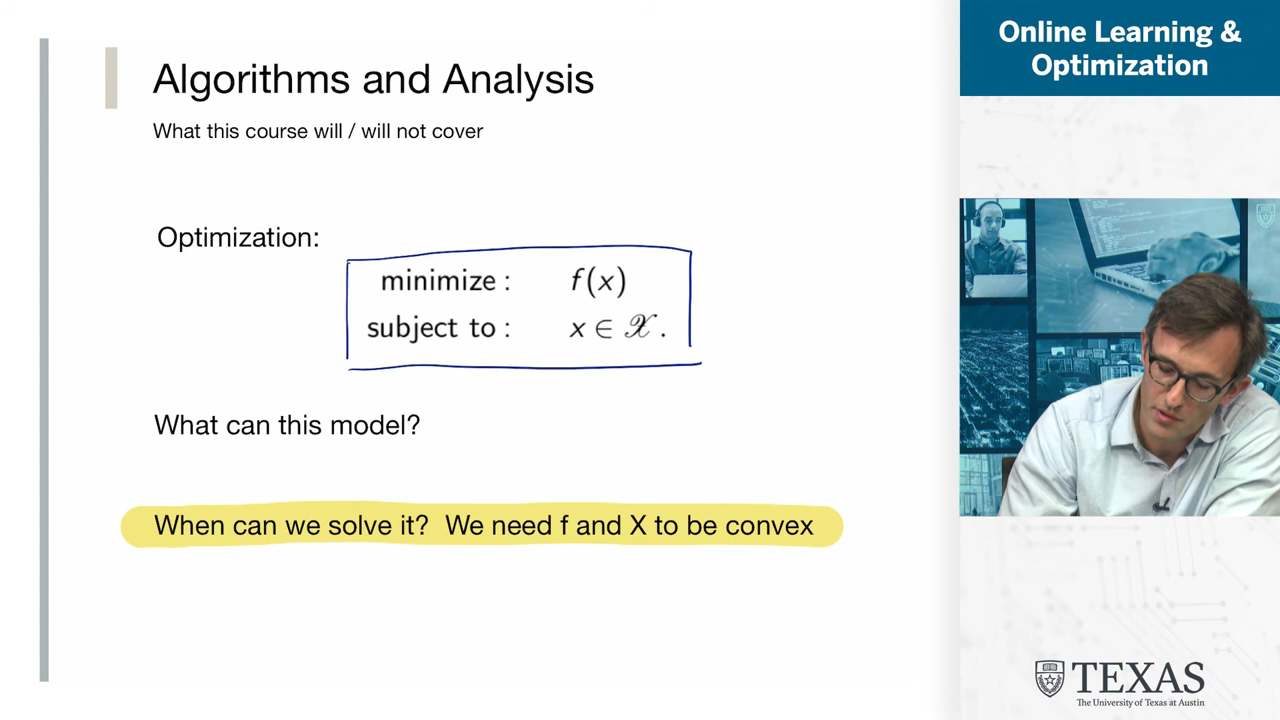 Algorithms and Analysis
What this course will / will not cover
Optimization:
minimize : f(x)
subject to : x ∈ 𝒳 .
What can this model?
When can we solve it? We need f and X to be convex
Online Learning &
Optimization
TEXAS
The University of Texas at Austin